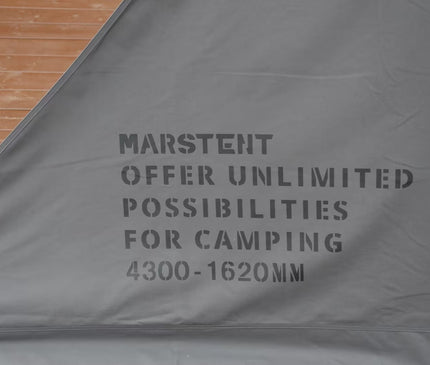 MARSTENT
OFFER UNLIMITED
POSSIBILITIES
FOR CAMPING
4300-1620MM